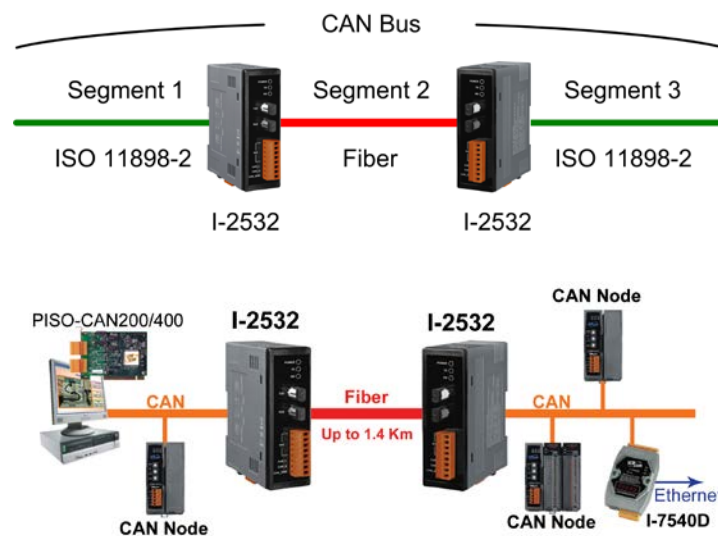 CAN Bus
Segment 1
Segment 2
Segment 3
ISO 11898-2
Fiber
ISO 11898-2
I-2532
I-2532
PISO-CAN200/400
I-2532
I-2532
CAN Node
CAN
Fiber
CAN
Up to 1.4 Km
Ethernet
CAN Node
CAN Node
I-7540D